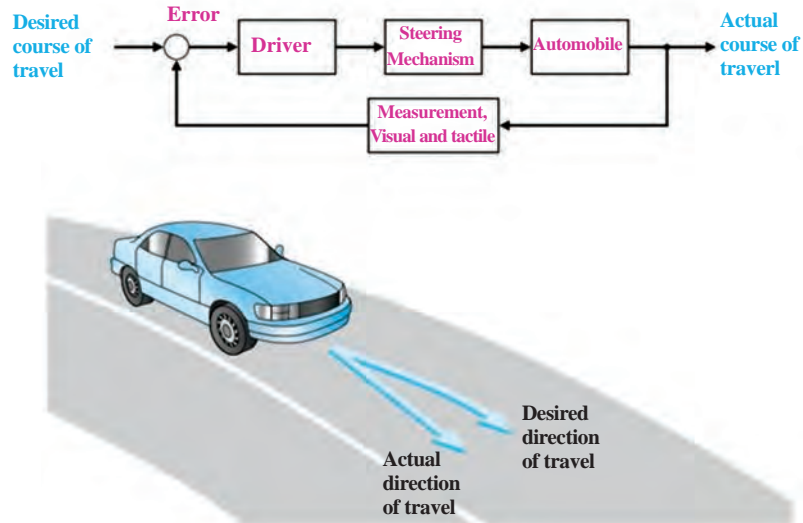 Desired
course of
travel
Error
Driver
Steering
Mechanism
Automobile
Actual
course of
traverl
Measurement,
Visual and tactile
Desired
direction
of travel
Actual
direction
of travel